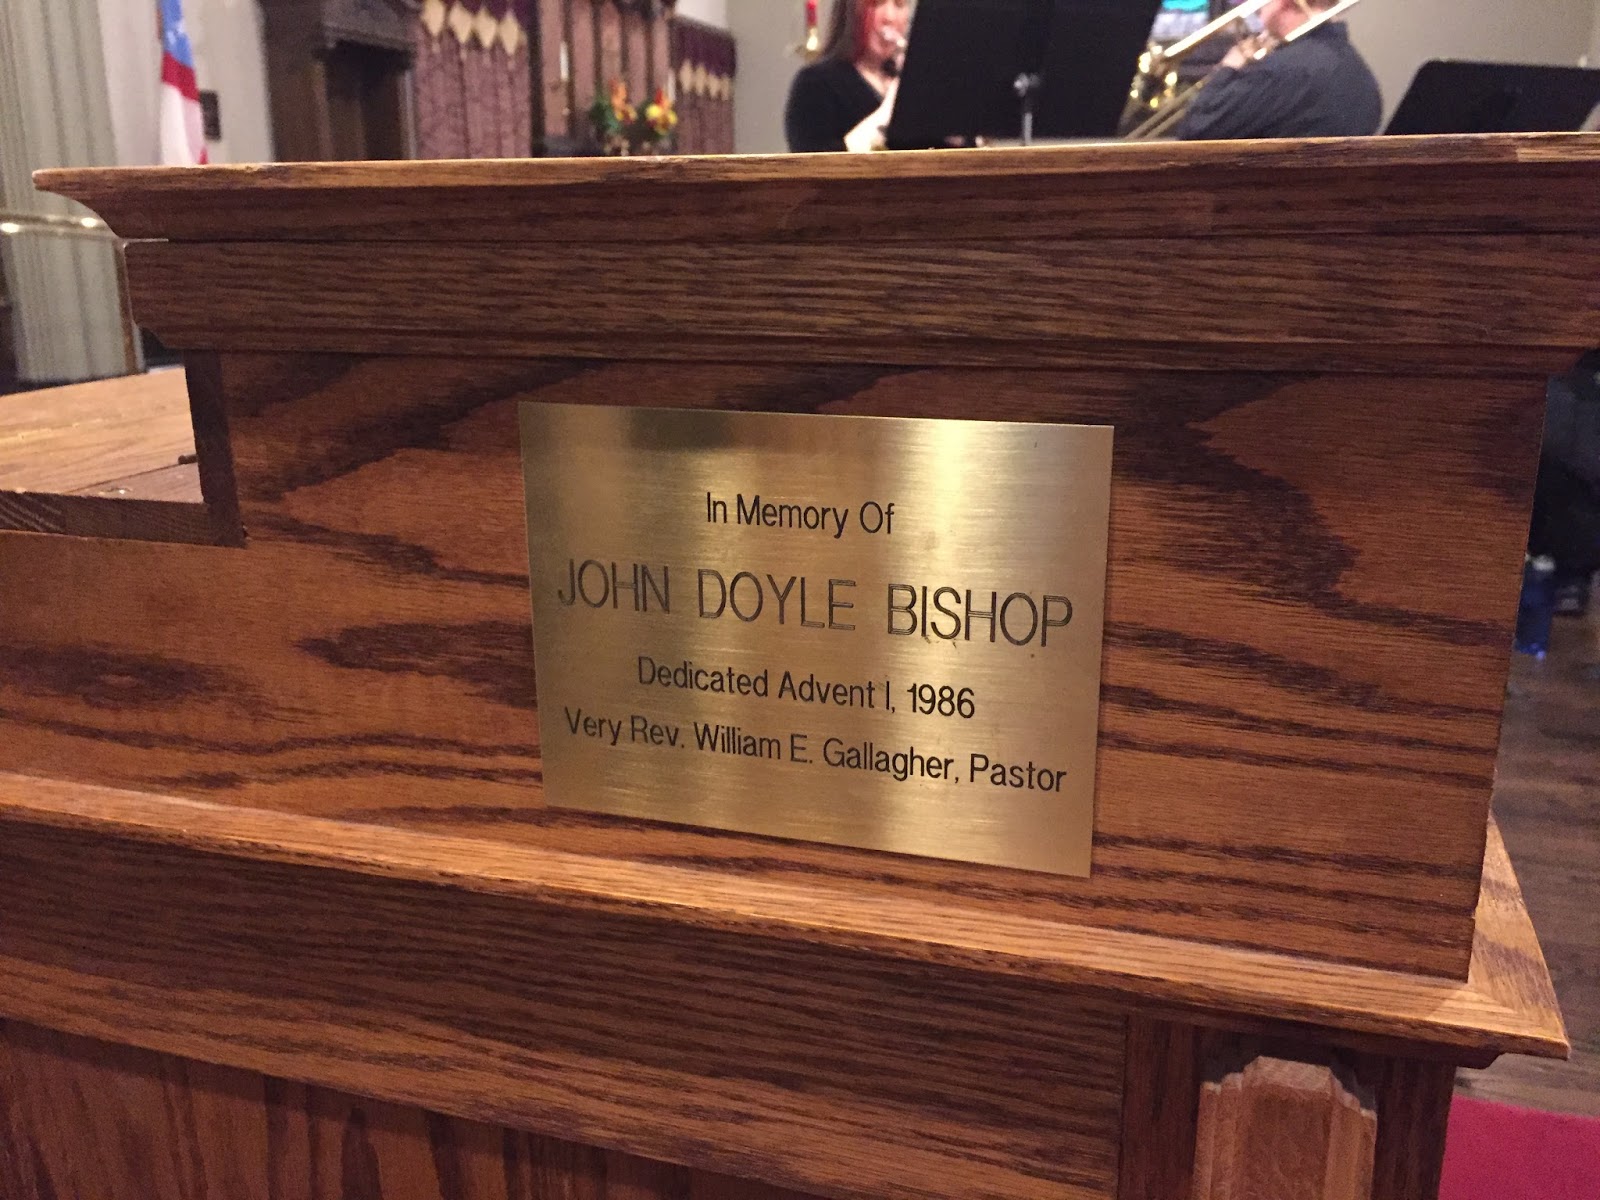 In Memory Of
JOHN DOYLE BISHOP
Dedicated Advent I, 1986
Very Rev. William E. Gallagher, Pastor